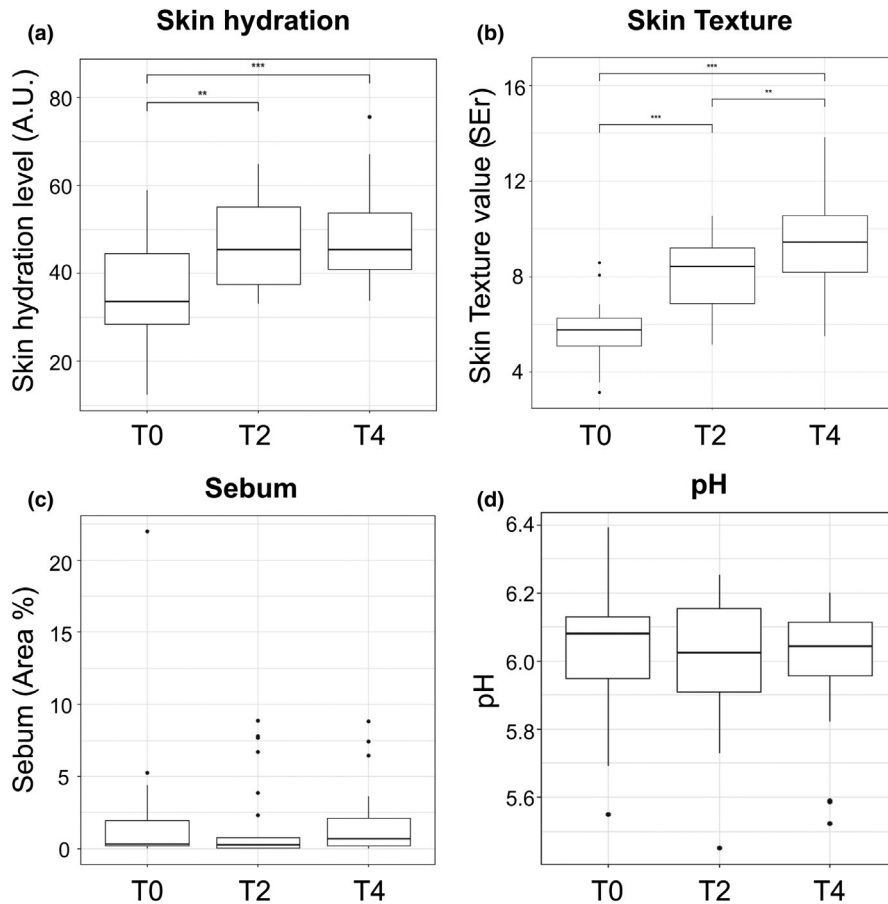 (a)
Skin hydration
Skin hydration level (A.U.)
80
60
40
20
**
***
T0
T2
T4
(b)
Skin Texture
Skin Texture value (SEr)
16
12
8
4
***
***
**
T0
T2
T4
(c)
Sebum
Sebum (Area %)
20
15
10
5
0
T0
T2
T4
(d)
pH
pH
6.4
6.2
6.0
5.8
5.6
T0
T2
T4